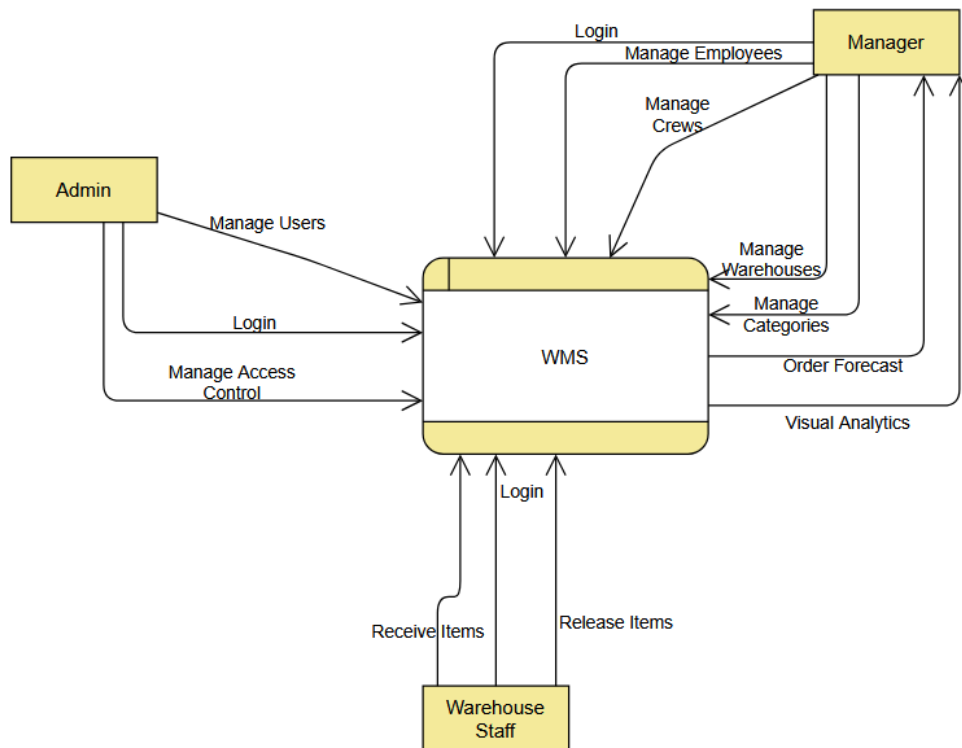 Login
Manager
Manage Employees
Manage
Crews
Admin
Manage Users
Manage
Warehouses
Manage
Categories
Login
WMS
Order Forecast
Manage Access
Control
Visual Analytics
Login
Receive Items
Release Items
Warehouse
Staff